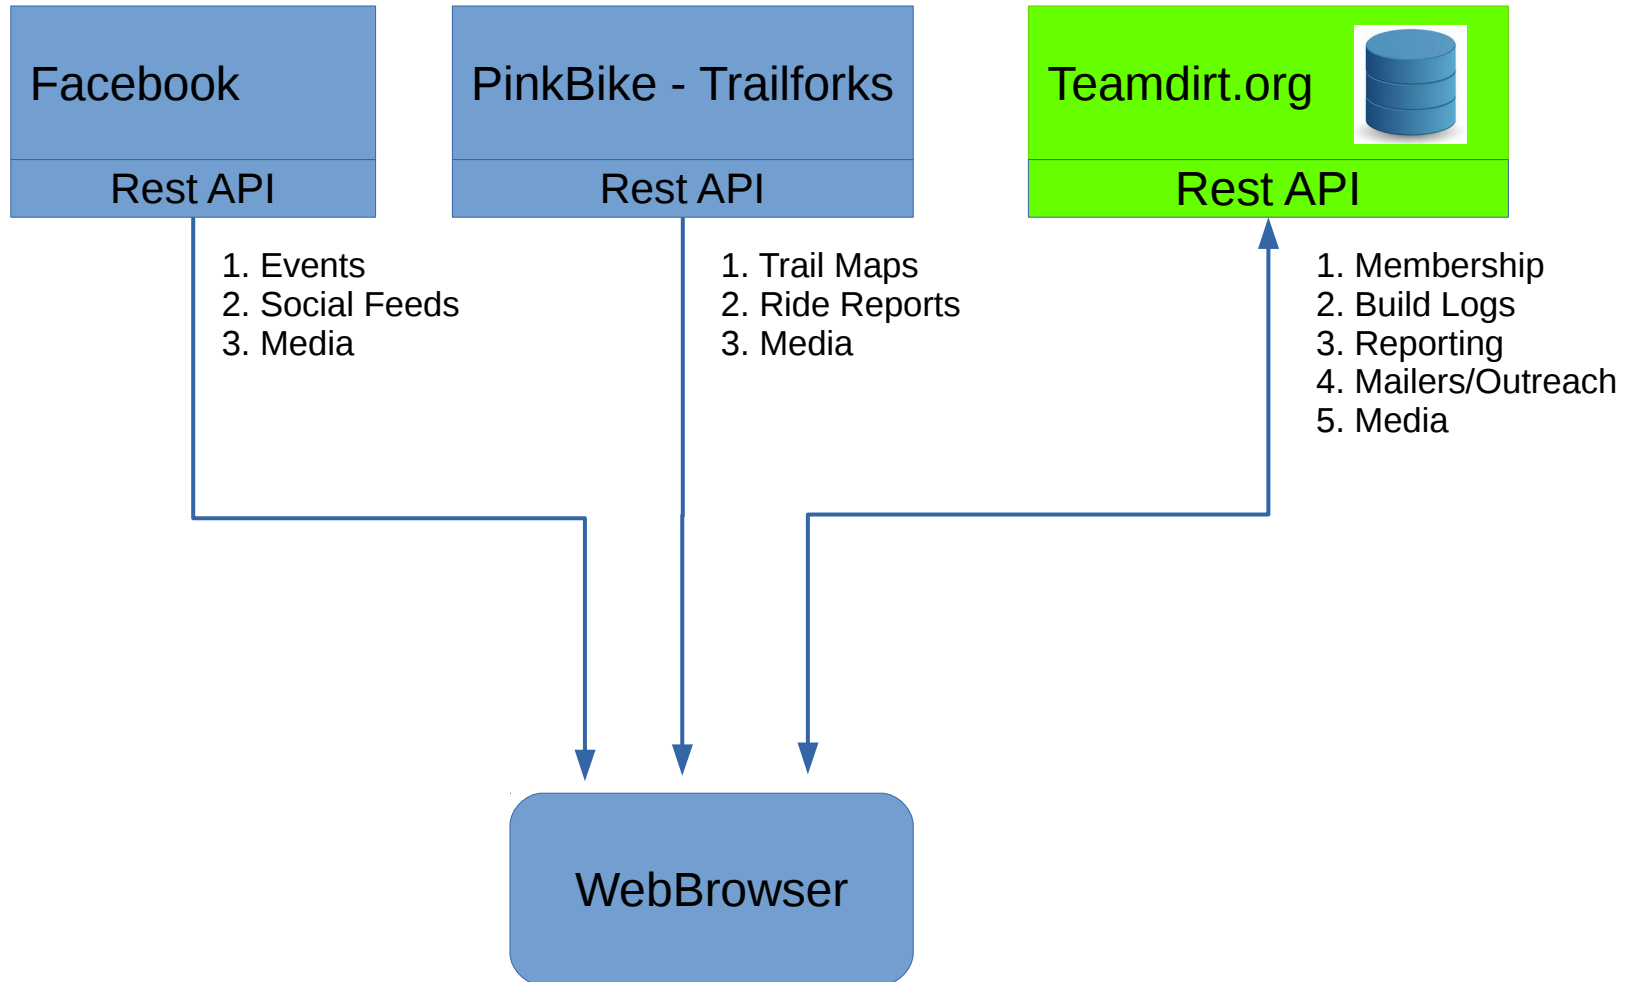 Facebook
Rest API
1. Events
2. Social Feeds
3. Media
PinkBike - Trailforks
Rest API
1. Trail Maps
2. Ride Reports
3. Media
Teamdirt.org
Rest API
1. Membership
2. Build Logs
3. Reporting
4. Mailers/Outreach
5. Media
WebBrowser